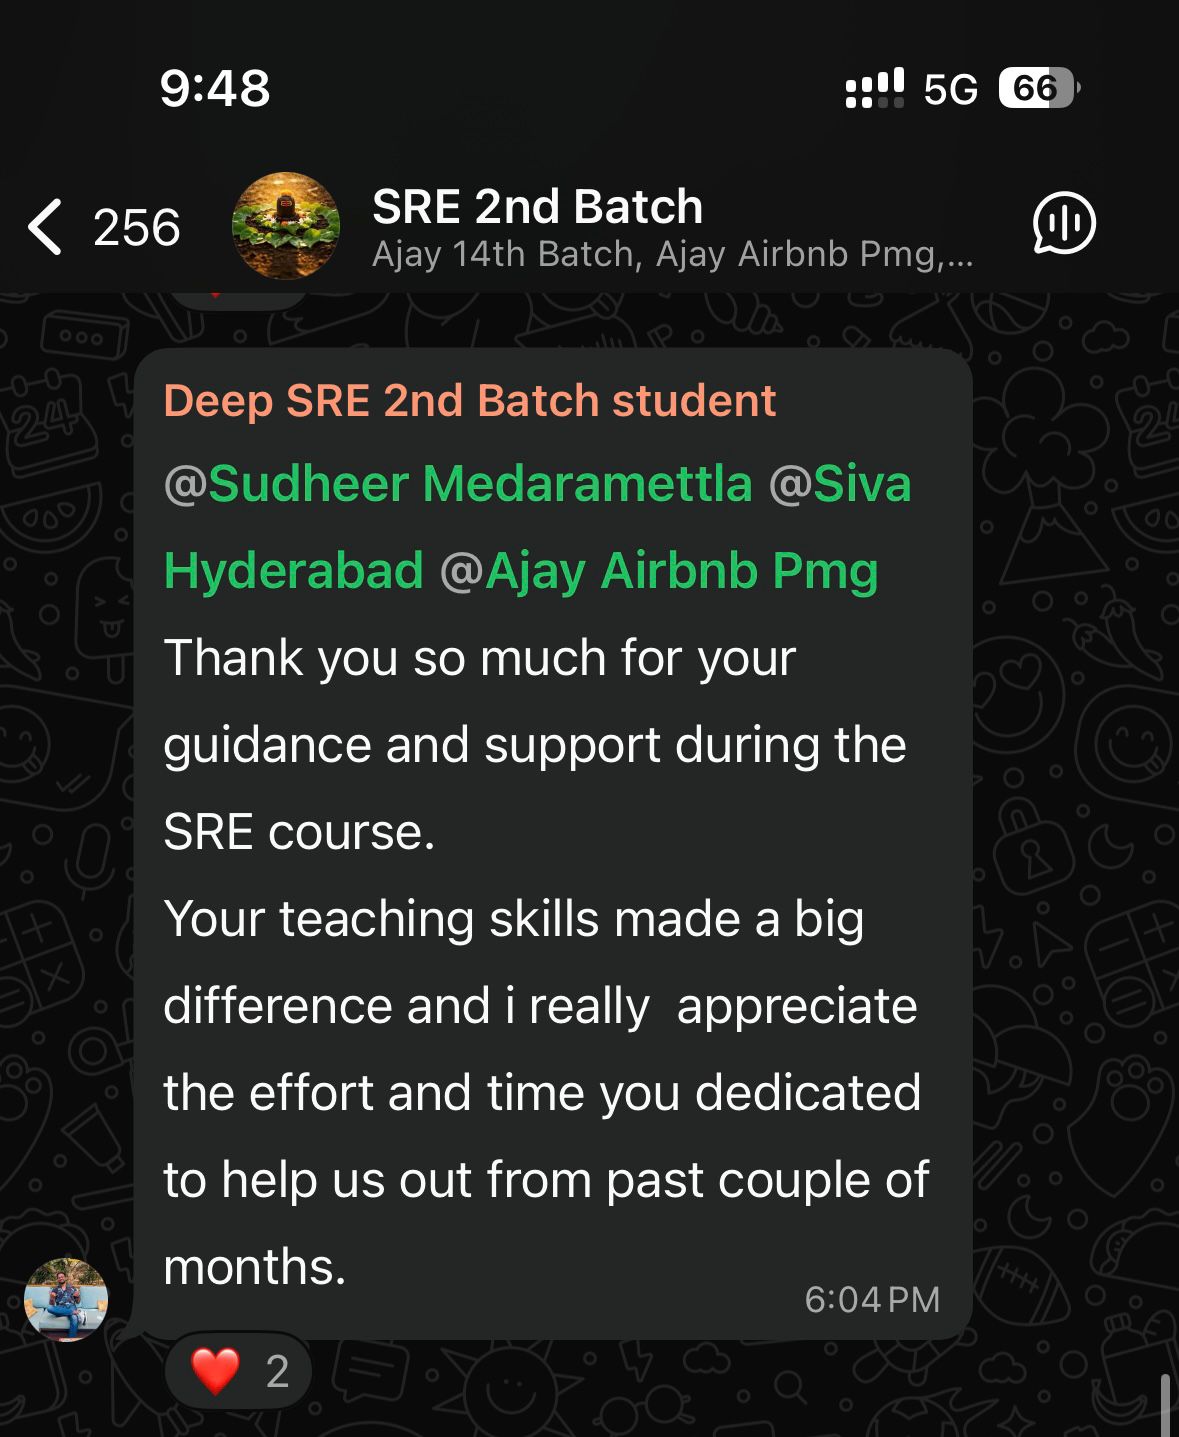 9:48
5G 66
256
SRE 2nd Batch
Ajay 14th Batch, Ajay Airbnb Pmg,...
Deep SRE 2nd Batch student
@Sudheer Medaramettla @Siva
Hyderabad @Ajay Airbnb Pmg
Thank you so much for your
guidance and support during the
SRE course.
Your teaching skills made a big
difference and i really  appreciate
the effort and time you dedicated
to help us out from past couple of
months.
6:04 PM
❤️ 2